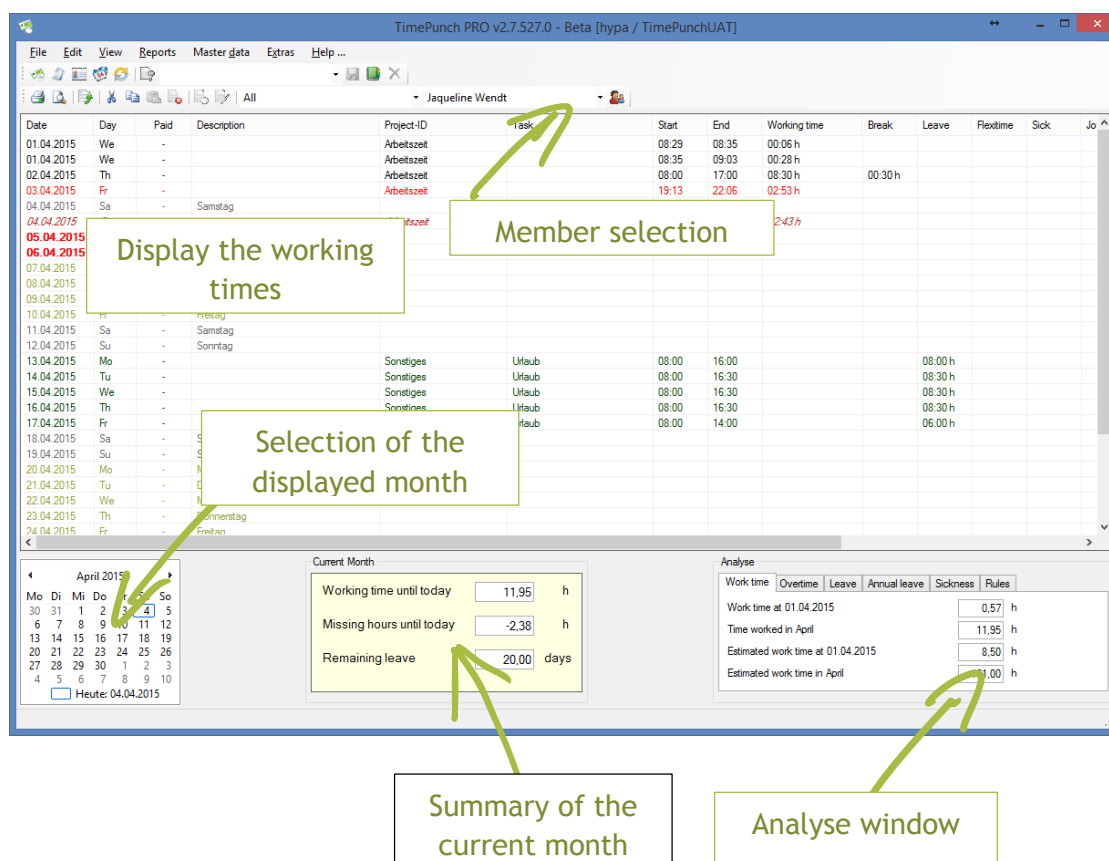 TimePunch PRO v2.7.527.0 - Beta [hypa / TimePunchUAT]
File Edit View Reports Master data Extras Help ...
All Jaqueline Wendt
Date Day Paid Description Project-ID Task Start End Working time Break Leave Flexitime Sick Jo
01.04.2015 We - Arbeitszeit 08:29 08:35 00:06 h
01.04.2015 We - Arbeitszeit 08:35 09:03 00:28 h
02.04.2015 Th - Arbeitszeit 08:00 17:00 08:30 h 00:30 h
03.04.2015 Fr - Arbeitszeit 19:13 22:06 02:53 h
04.04.2015 Sa - Samstag
04.04.2015
05.04.2015
06.04.2015
07.04.2015
08.04.2015
09.04.2015
10.04.2015 Fr - Freitag
11.04.2015 Sa - Samstag
12.04.2015 Su - Sonntag
13.04.2015 Mo - Sonstiges Urlaub 08:00 16:00 08:00 h
14.04.2015 Tu - Sonstiges Urlaub 08:00 16:30 08:30 h
15.04.2015 We - Sonstiges Urlaub 08:00 16:30 08:30 h
16.04.2015 Th - Sonstiges Urlaub 08:00 16:30 08:30 h
17.04.2015 Fr - Urlaub 08:00 14:00 06:00 h
18.04.2015 Sa -
19.04.2015 Su -
20.04.2015 Mo -
21.04.2015 Tu -
22.04.2015 We -
23.04.2015 Th - Donnerstag
24.04.2015 Fr - Freitag
Member selection
Display the working
times
Selection of the
displayed month
April 2015
Mo Di Mi Do Fr Sa So
30 31 1 2 3 4 5
6 7 8 9 10 11 12
13 14 15 16 17 18 19
20 21 22 23 24 25 26
27 28 29 30 1 2 3
4 5 6 7 8 9 10
Heute: 04.04.2015
Current Month
Working time until today 11,95 h
Missing hours until today -2,38 h
Remaining leave 20,00 days
Analyse
Work time Overtime Leave Annual leave Sickness Rules
Work time at 01.04.2015 0,57 h
Time worked in April 11,95 h
Estimated work time at 01.04.2015 8,50 h
Estimated work time in April h
Summary of the
current month
Analyse window